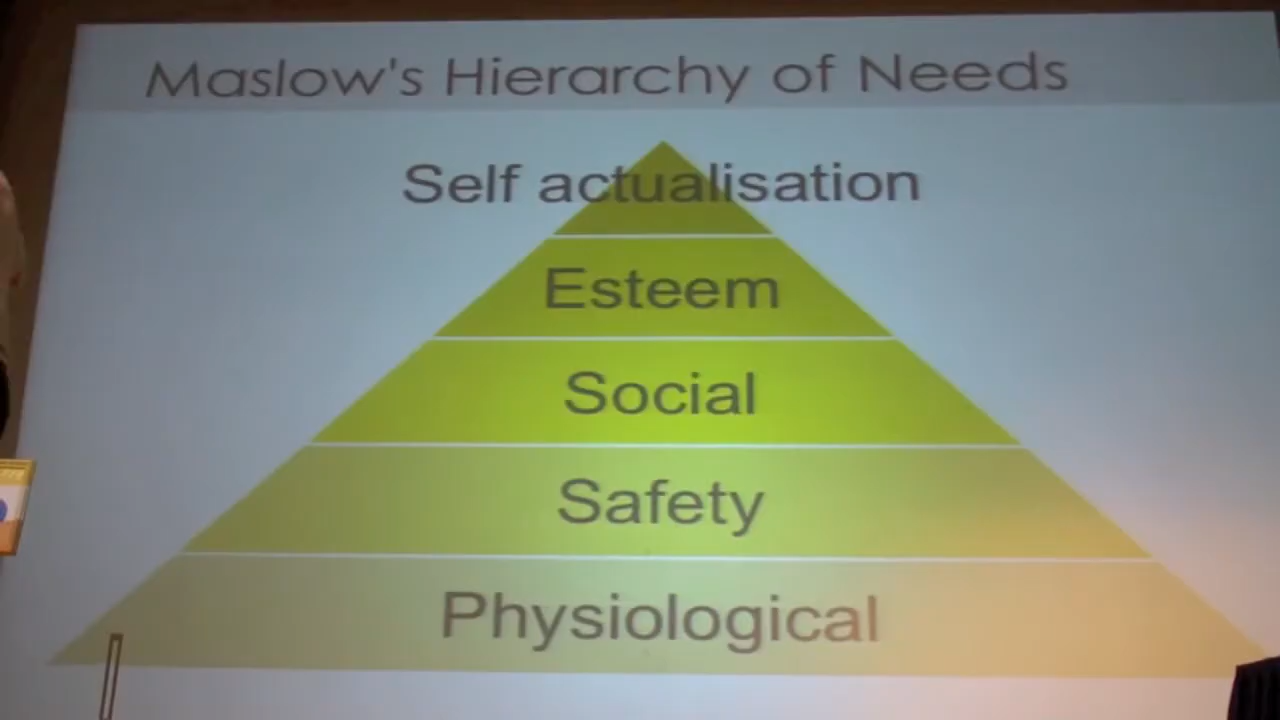 Maslow's Hierarchy of Needs
Self actualisation
Esteem
Social
Safety
Physiological